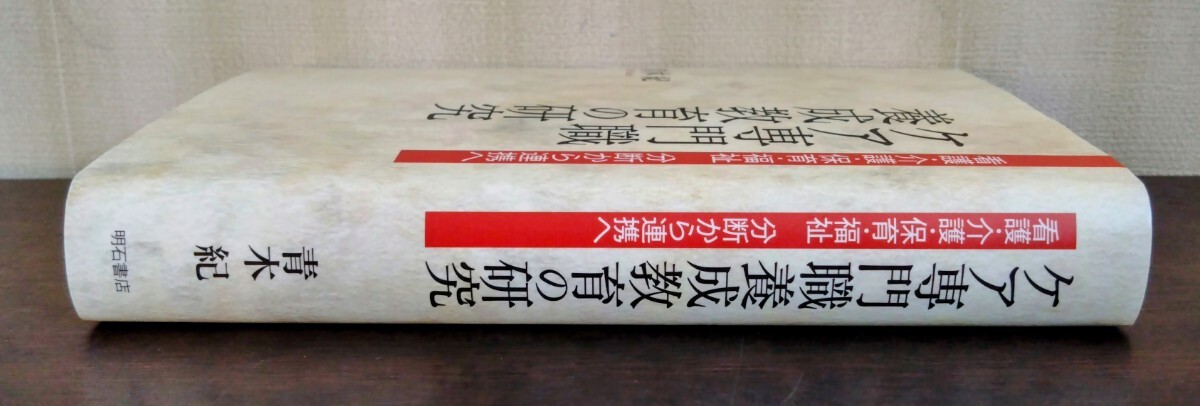 ケア専門職
養成教育の研究
看護・介護・保育・福祉 分断から連携へ
看護・介護・保育・福祉 分断から連携へ
ケア専門職養成教育の研究
青木 紀
明石書店